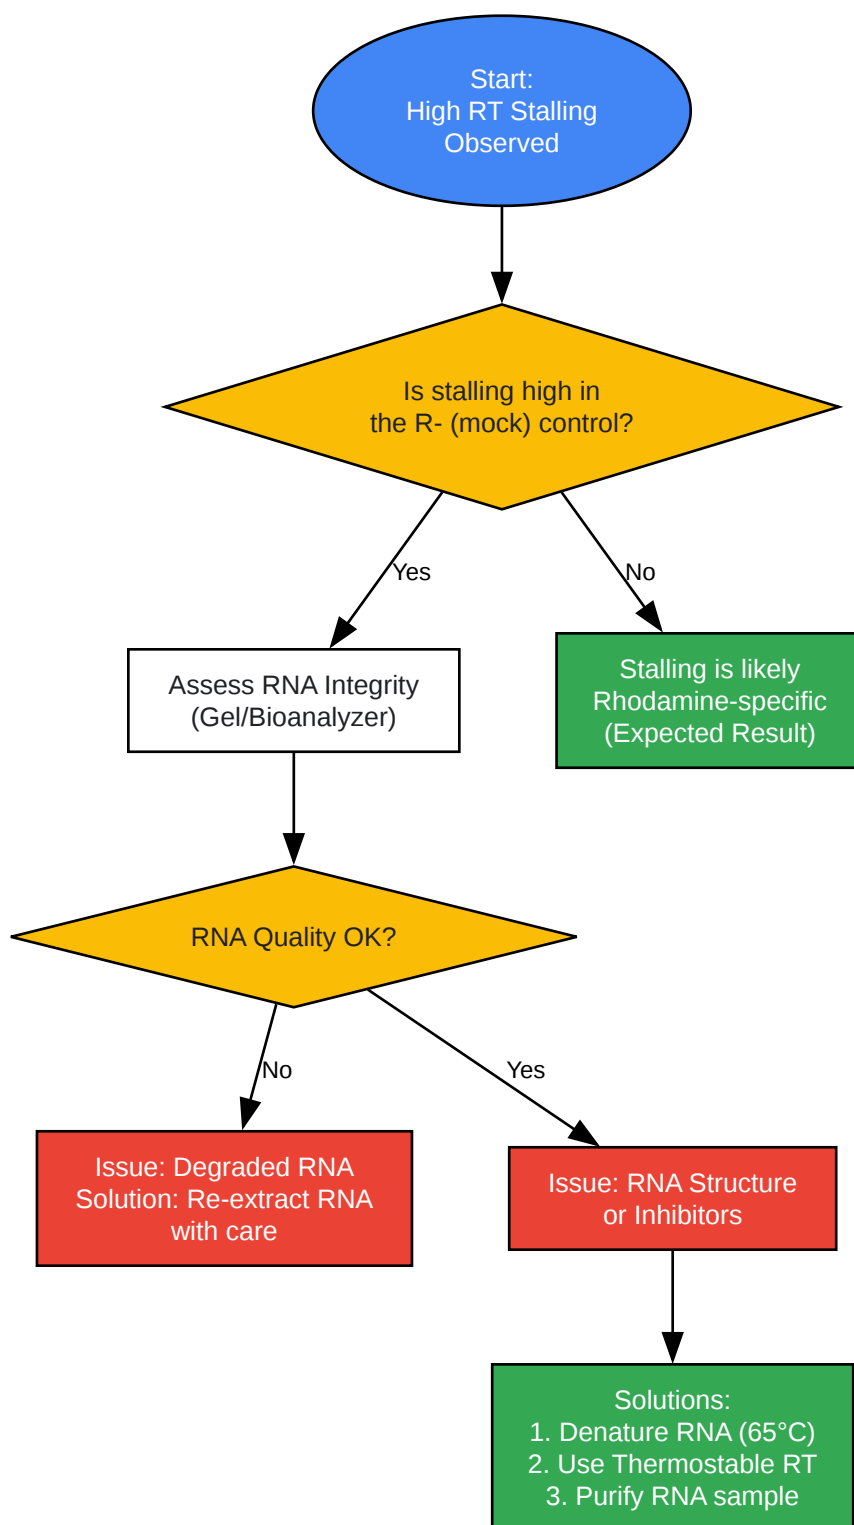 Start:
High RT Stalling
Observed
Is stalling high in
the R- (mock) control?
Yes
No
Assess RNA Integrity
(Gel/Bioanalyzer)
Stalling is likely
Rhodamine-specific
(Expected Result)
RNA Quality OK?
No
Yes
Issue: Degraded RNA
Solution: Re-extract RNA
with care
Issue: RNA Structure
or Inhibitors
Solutions:
1. Denature RNA (65°C)
2. Use Thermostable RT
3. Purify RNA sample